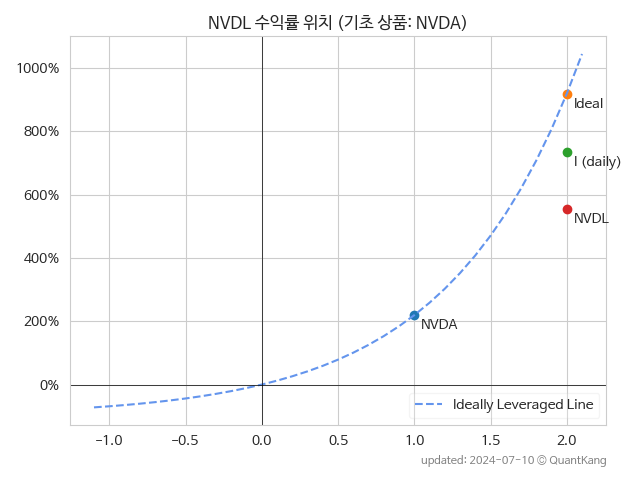 NVDL 수익률 위치 (기초 상품: NVDA)
1000%
800%
600%
400%
200%
0%
Ideal
I (daily)
NVDL
NVDA
Ideally Leveraged Line
−1.0
−0.5
0.0
0.5
1.0
1.5
2.0
updated: 2024-07-10 © QuantKang